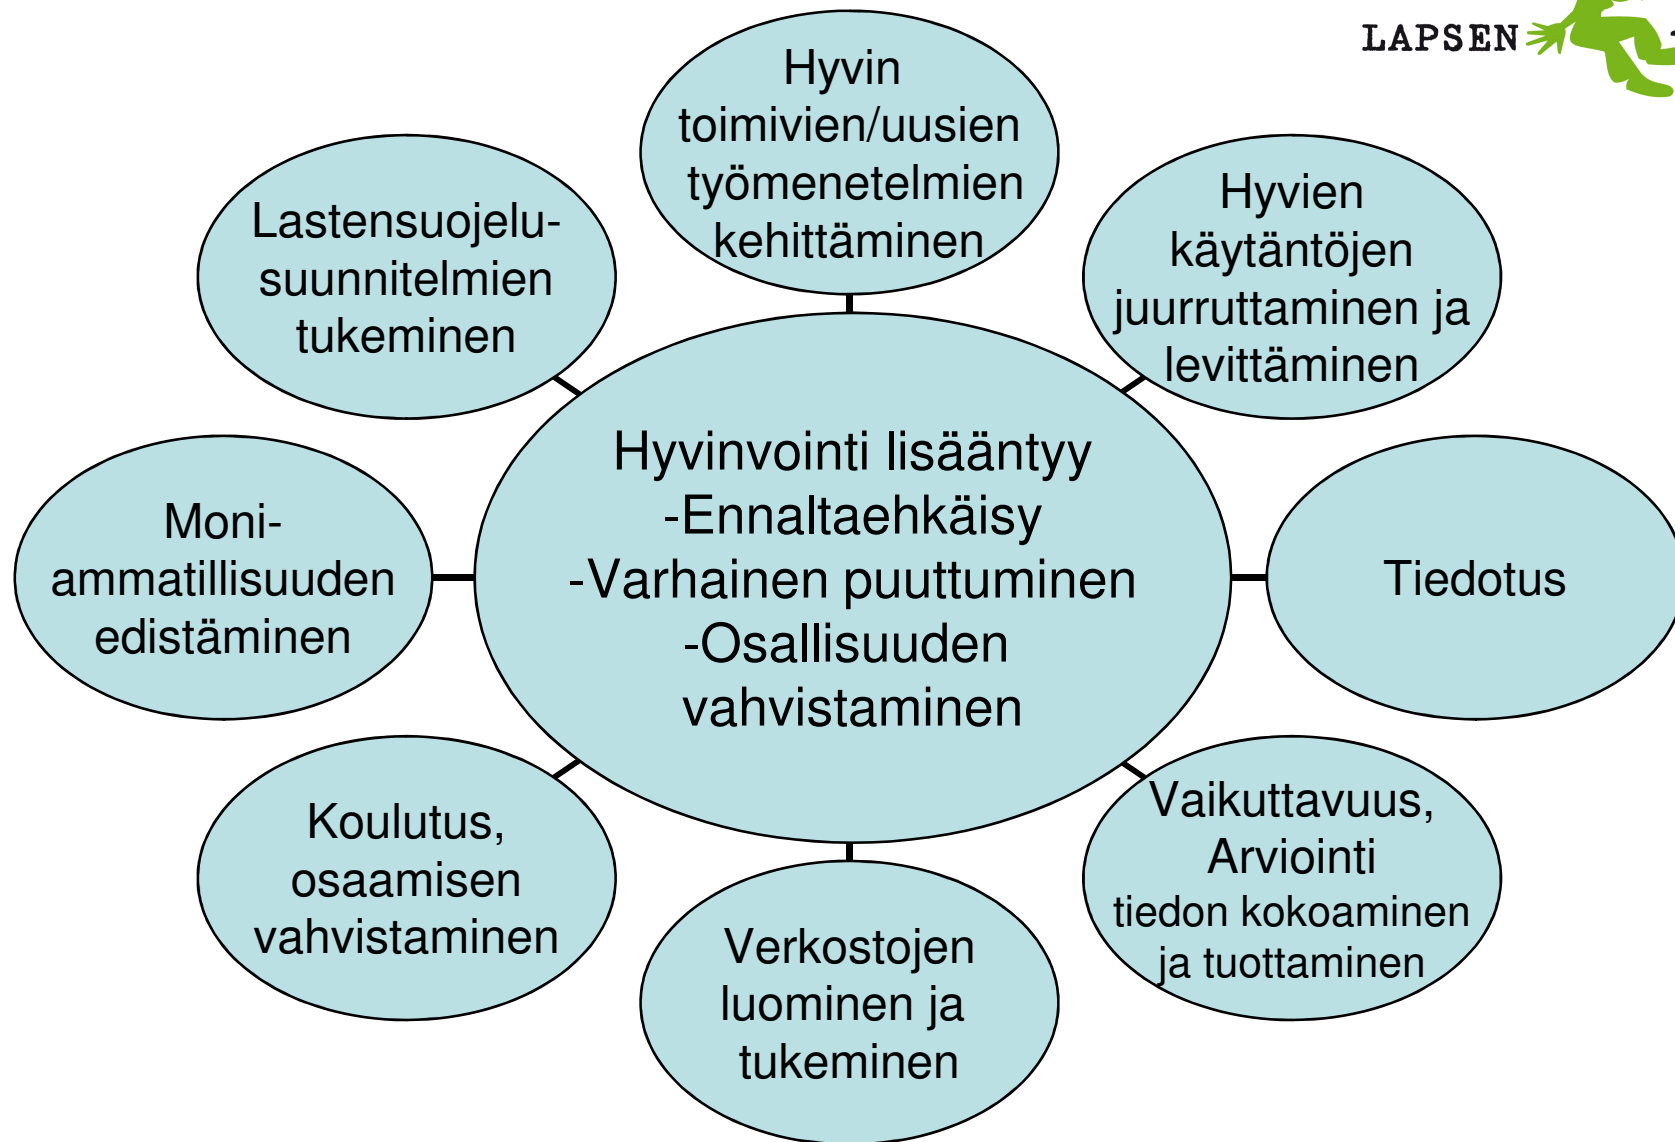 LAPSEN
Hyvin
toimivien/uusien
työmenetelmien
kehittäminen
Lastensuojelu-
suunnitelmien
tukeminen
Hyvien
käytäntöjen
juurruttaminen ja
levittäminen
Hyvinvointi lisääntyy
-Ennaltaehkäisy
-Varhainen puuttuminen
-Osallisuuden
vahvistaminen
Moni-
ammatillisuuden
edistäminen
Tiedotus
Koulutus,
osaamisen
vahvistaminen
Vaikuttavuus,
Arviointi
tiedon kokoaminen
ja tuottaminen
Verkostojen
luominen ja
tukeminen